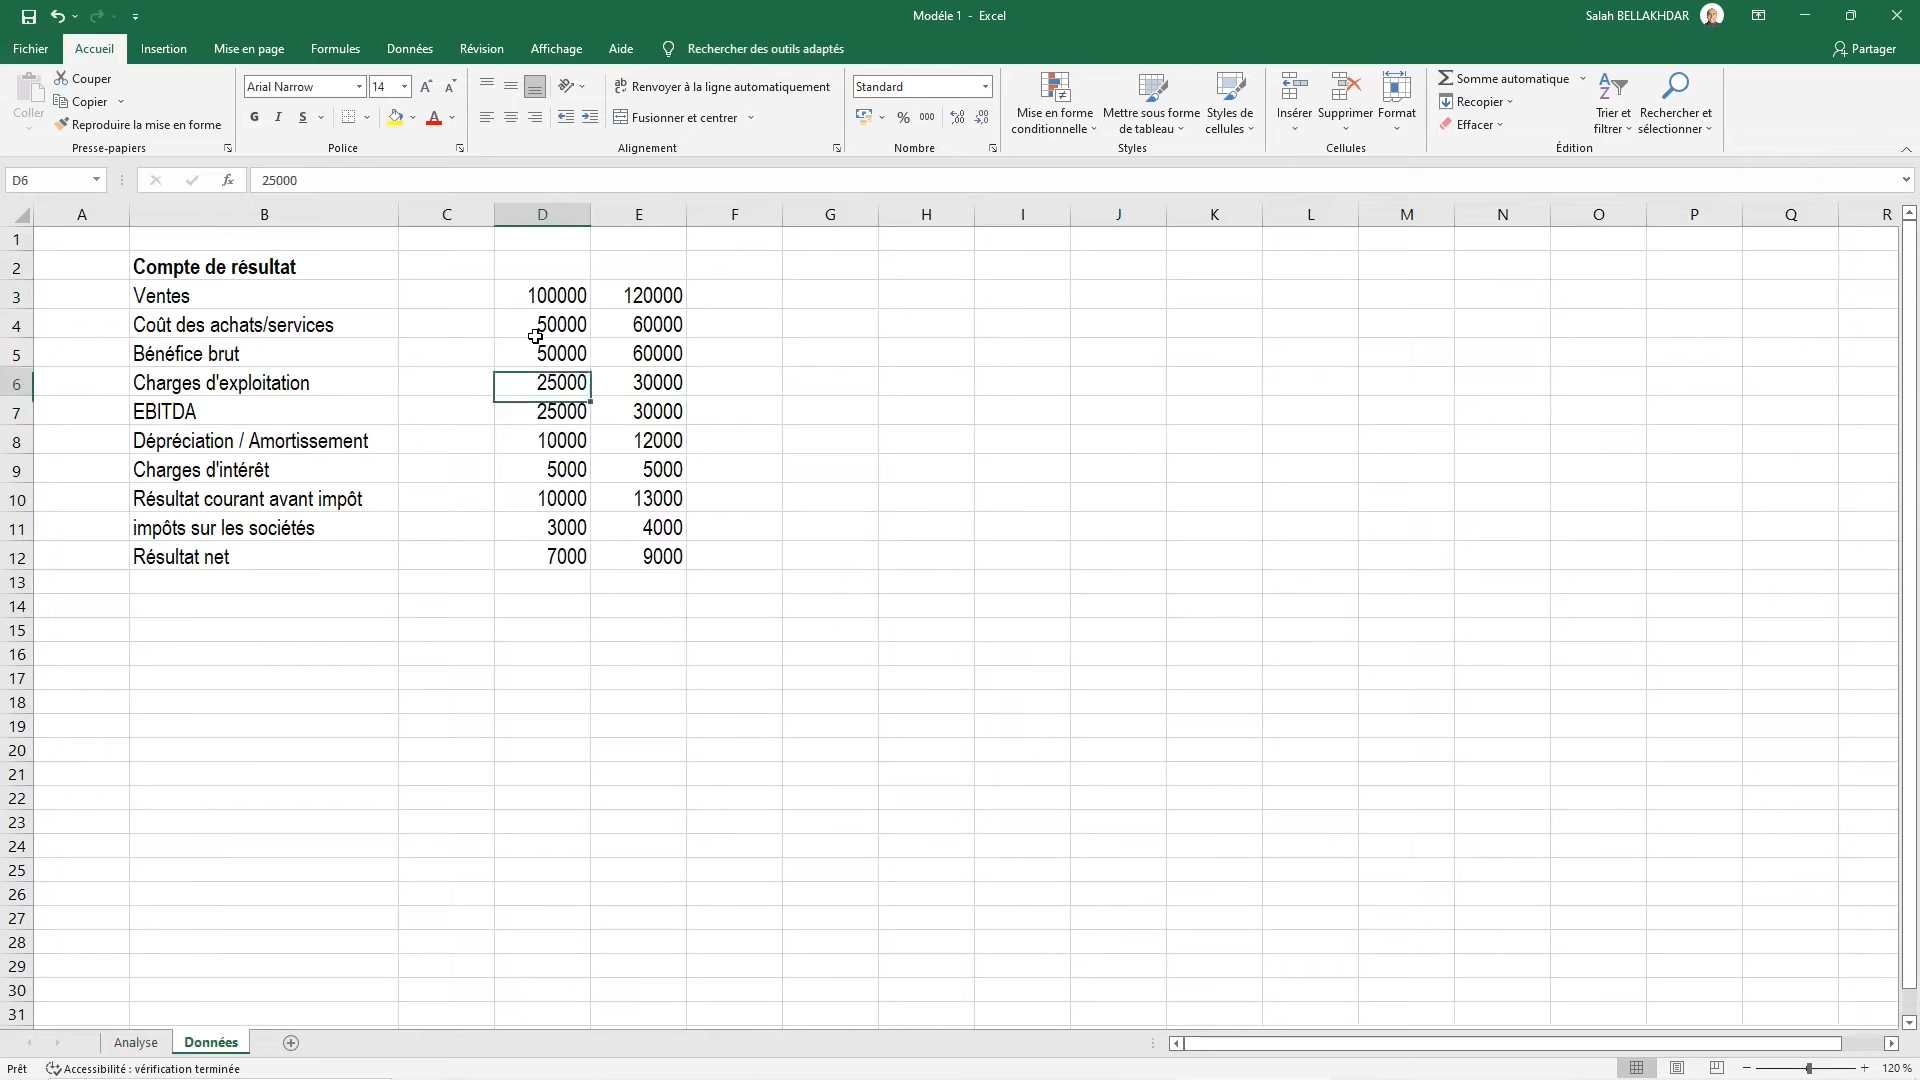 Modéle 1 - Excel
Salah BELLAKHDAR
Fichier Accueil Insertion Mise en page Formules Données Révision Affichage Aide Rechercher des outils adaptés Partager
Coller
Couper
Copier
Reproduire la mise en forme
Presse-papiers
Arial Narrow 14
G I S
Police
Renvoyer à la ligne automatiquement
Fusionner et centrer
Alignement
Standard
% 000
Nombre
Mise en forme conditionnelle
Mettre sous forme de tableau
Styles de cellules
Styles
Insérer Supprimer Format
Cellules
Somme automatique
Recopier
Effacer
Trier et filtrer
Rechercher et sélectionner
Édition
D6 fx 25000
A B C D E F G H I J K L M N O P Q R
1
2 Compte de résultat
3 Ventes 100000 120000
4 Coût des achats/services 50000 60000
5 Bénéfice brut 50000 60000
6 Charges d'exploitation 25000 30000
7 EBITDA 25000 30000
8 Dépréciation / Amortissement 10000 12000
9 Charges d'intérêt 5000 5000
10 Résultat courant avant impôt 10000 13000
11 impôts sur les sociétés 3000 4000
12 Résultat net 7000 9000
13
14
15
16
17
18
19
20
21
22
23
24
25
26
27
28
29
30
31
Analyse Données
Prêt Accessibilité : vérification terminée 120 %